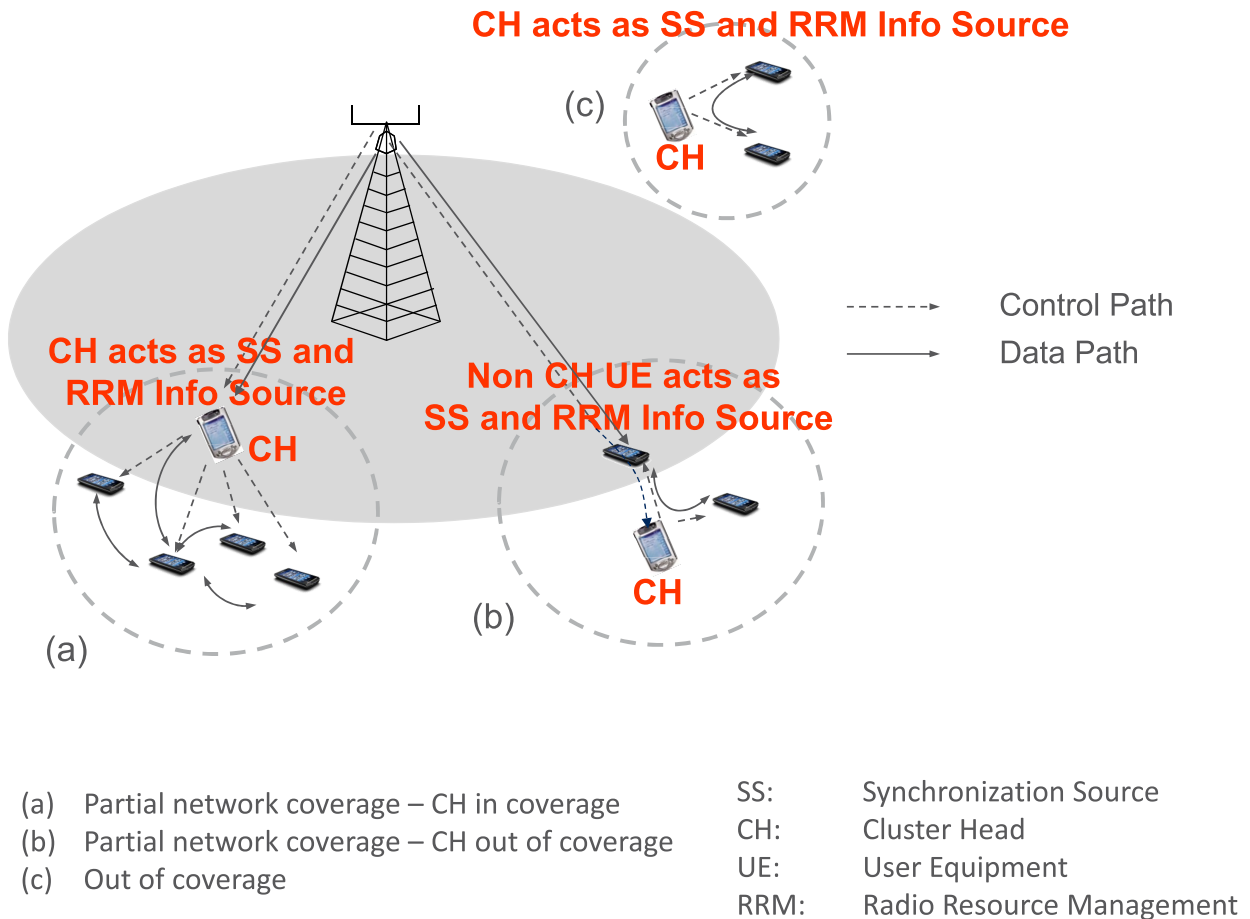 CH acts as SS and RRM Info Source
(c)
CH
Control Path
Data Path
CH acts as SS and
RRM Info Source
CH
(a)
Non CH UE acts as
SS and RRM Info Source
CH
(b)
(a) Partial network coverage – CH in coverage
(b) Partial network coverage – CH out of coverage
(c) Out of coverage
SS: Synchronization Source
CH: Cluster Head
UE: User Equipment
RRM: Radio Resource Management